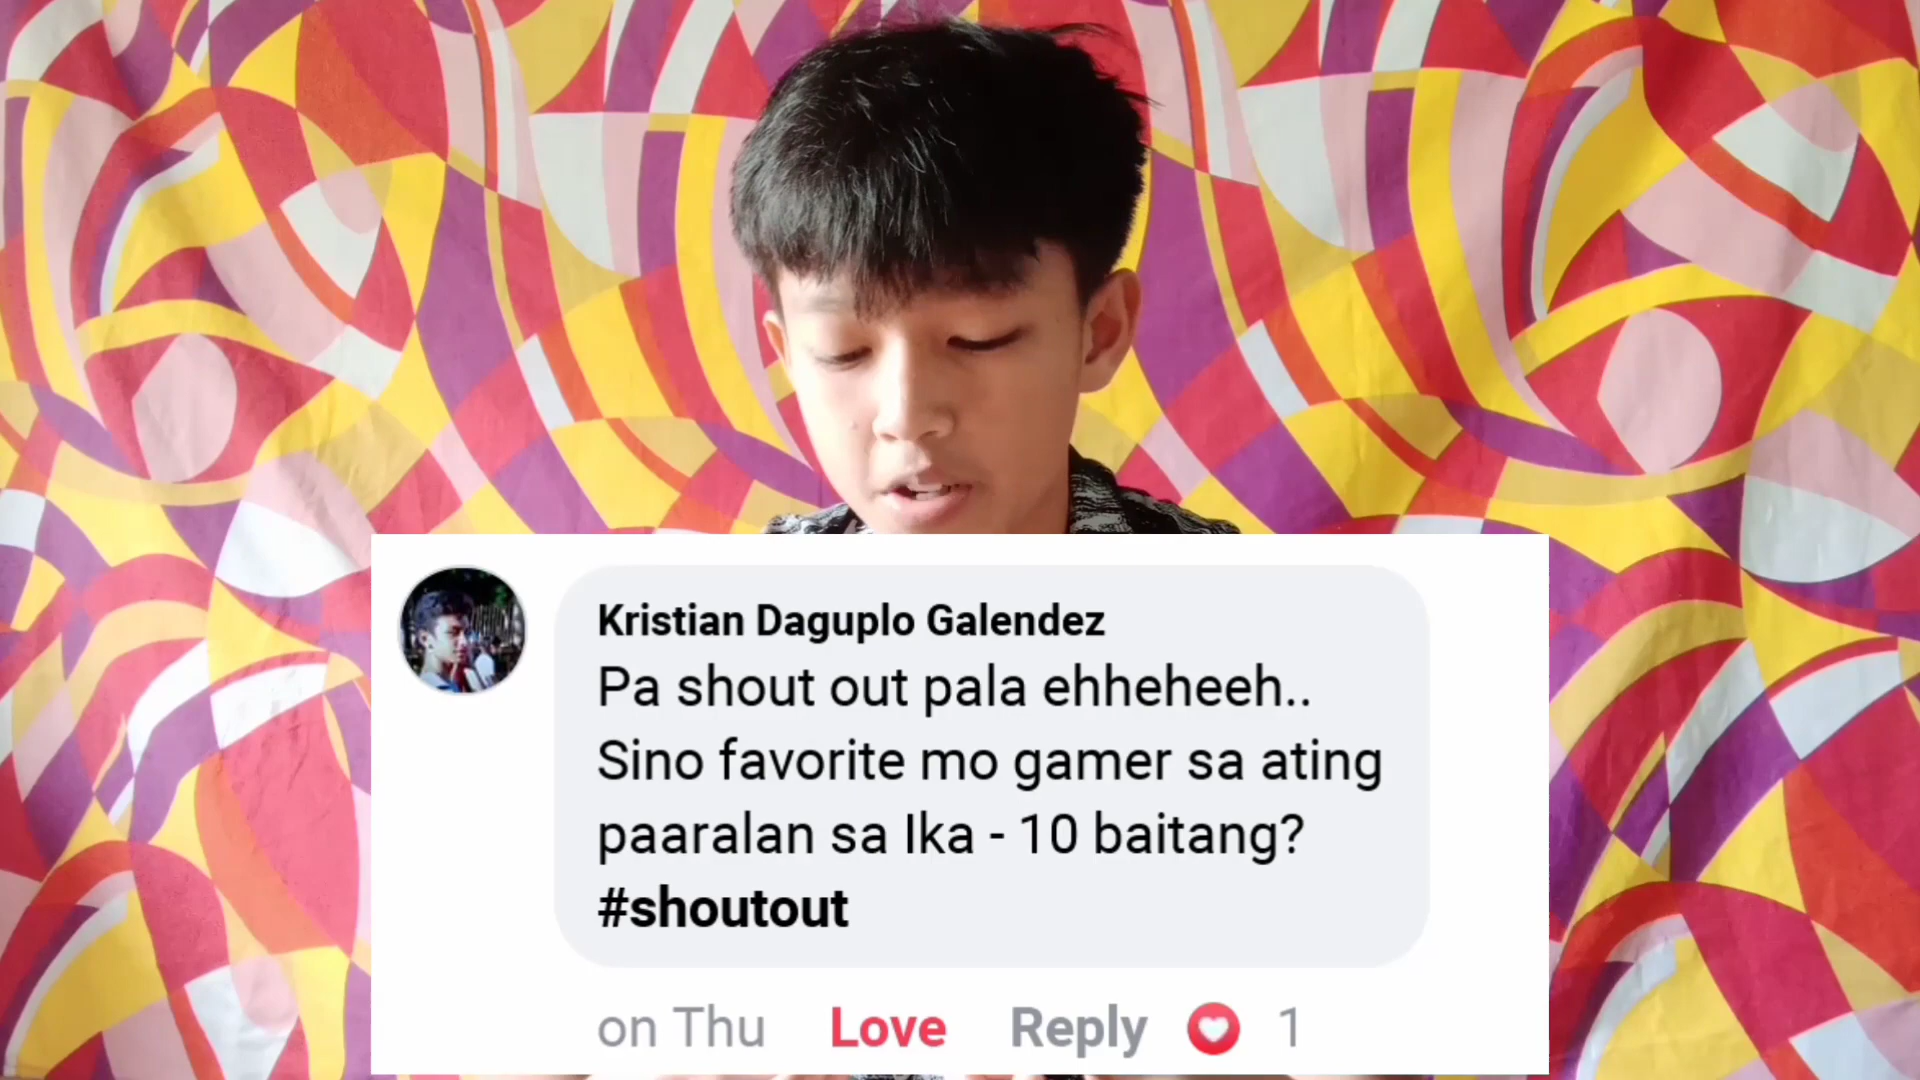 Kristian Daguplo Galendez
Pa shout out pala ehheheeh..
Sino favorite mo gamer sa ating
paaralan sa Ika - 10 baitang?
#shoutout
on Thu Love Reply 1